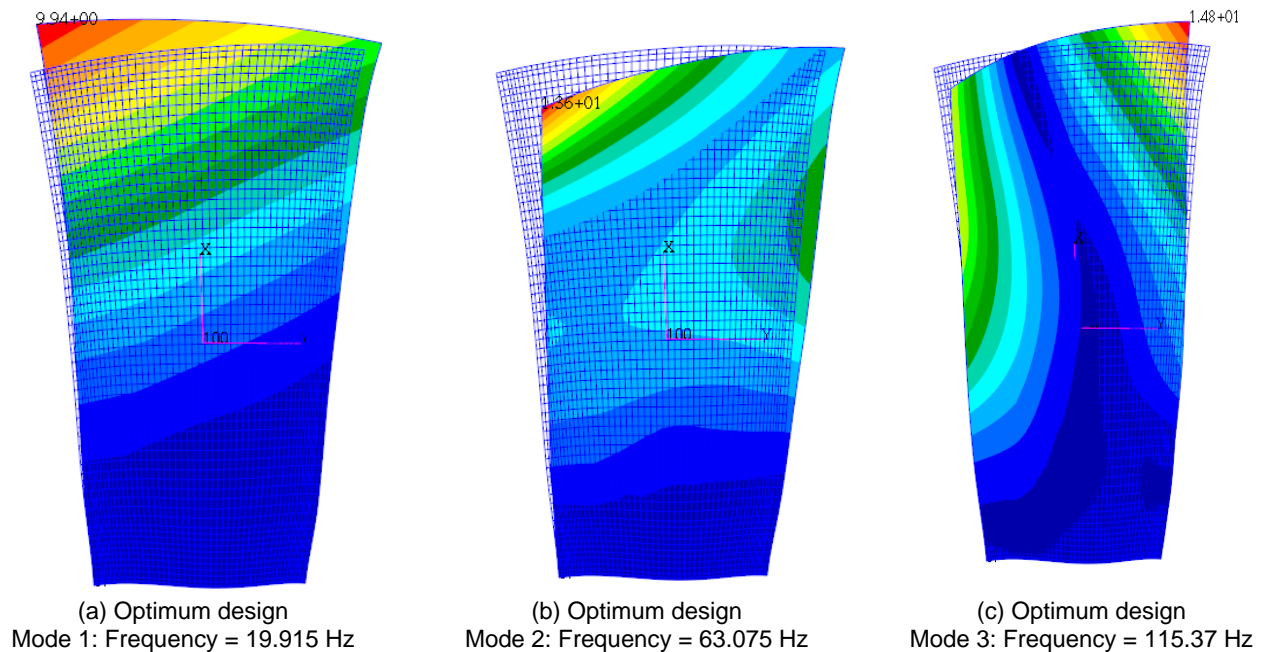 9.94+00
X
100
(a) Optimum design
Mode 1: Frequency = 19.915 Hz
1.36+01
X
100
Y
(b) Optimum design
Mode 2: Frequency = 63.075 Hz
1.48+01
X
(c) Optimum design
Mode 3: Frequency = 115.37 Hz